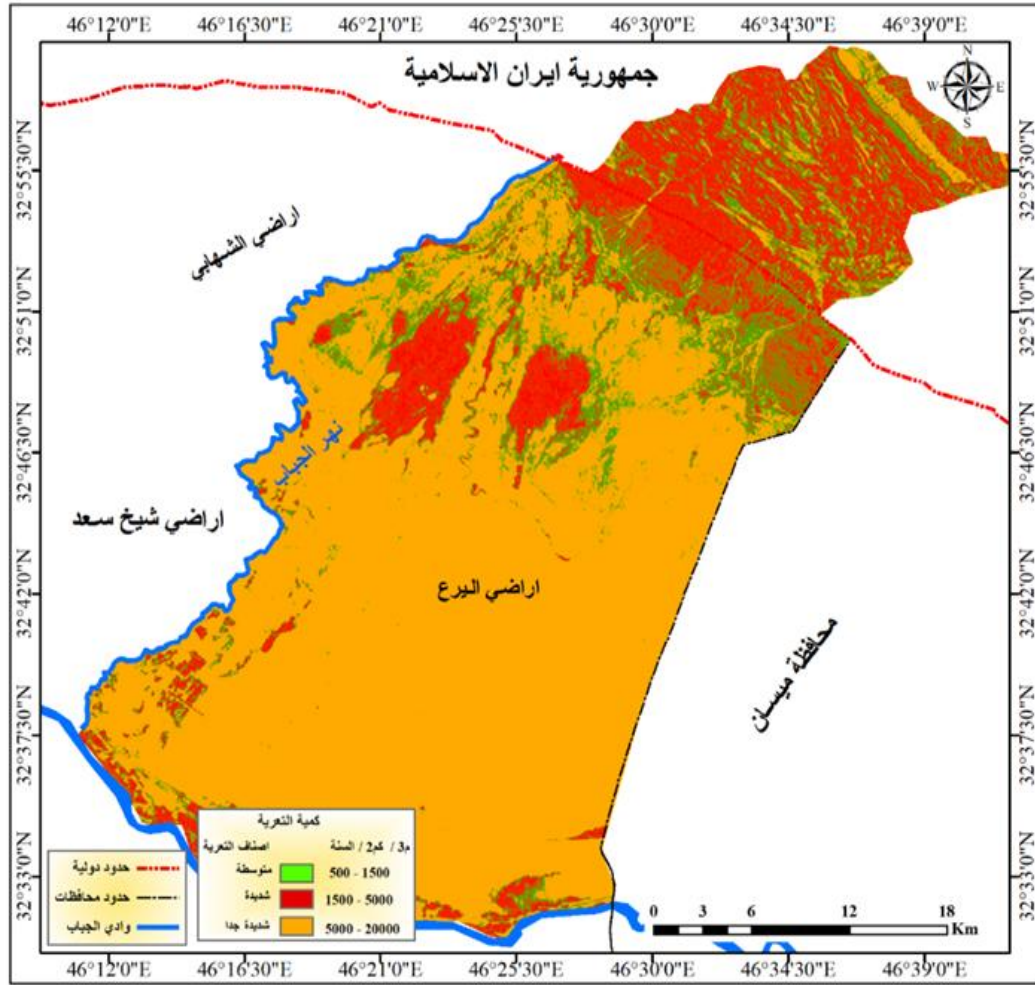 46°12'0"E 46°16'30"E 46°21'0"E 46°25'30"E 46°30'0"E 46°34'30"E 46°39'0"E
جمهورية ايران الاسلامية
N
W E
S
32°55'30"N 32°55'30"N
اراضي الشهابي
32°51'0"N 32°51'0"N
نهر الجباب
32°46'30"N 32°46'30"N
اراضي شيخ سعد
اراضي اليرع
32°42'0"N 32°42'0"N
محافظة ميسان
32°37'30"N 32°37'30"N
كمية التعرية
اصناف التعرية م3 / كم2 / السنة
متوسطة 500 - 1500
شديدة 1500 - 5000
شديدة جدا 5000 - 20000
حدود دولية
حدود محافظات
وادي الجباب
32°33'0"N 32°33'0"N
0 3 6 12 18
Km
46°12'0"E 46°16'30"E 46°21'0"E 46°25'30"E 46°30'0"E 46°34'30"E 46°39'0"E